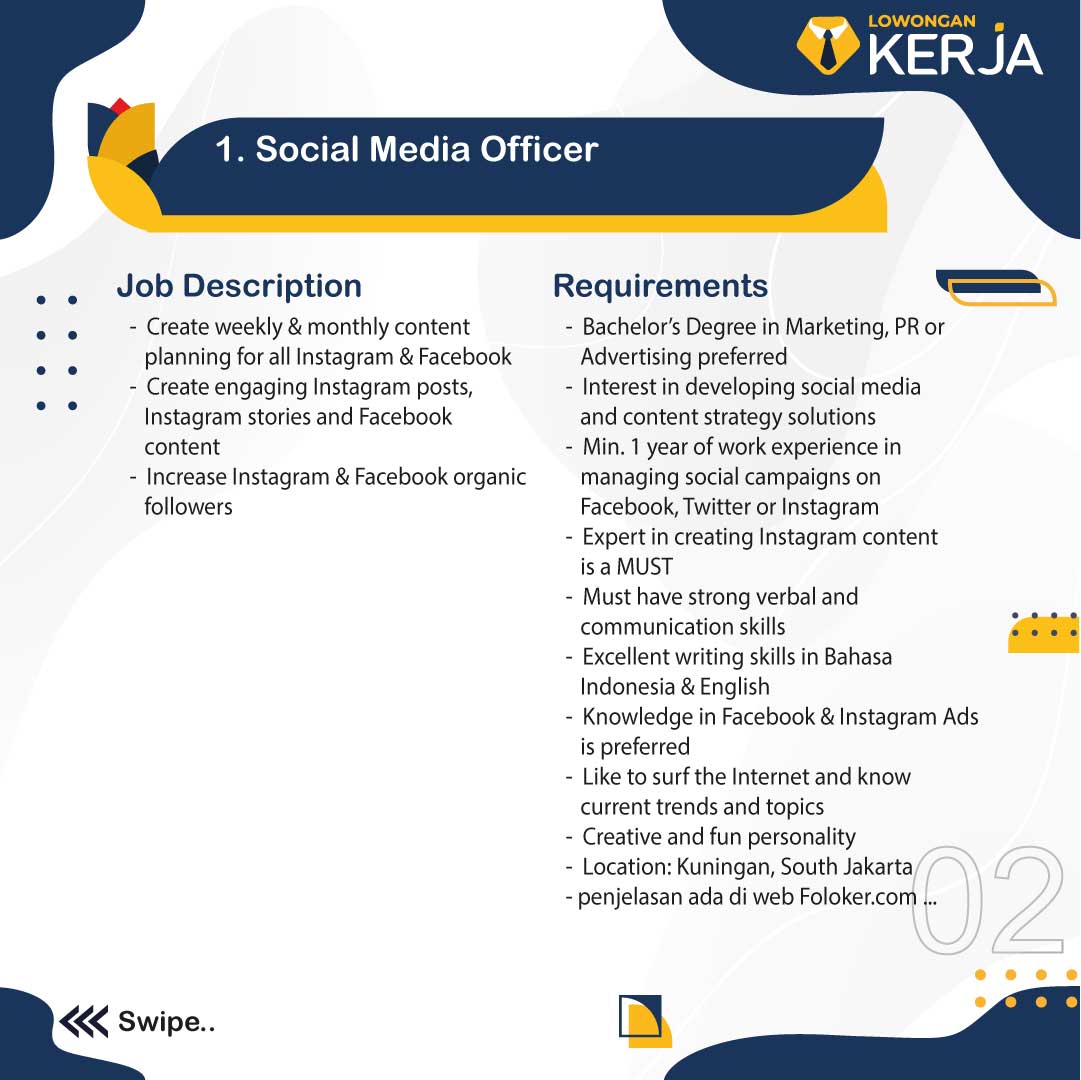 LOWONGAN
KERJA
1. Social Media Officer
Job Description
- Create weekly & monthly content
planning for all Instagram & Facebook
- Create engaging Instagram posts,
Instagram stories and Facebook
content
- Increase Instagram & Facebook organic
followers
Requirements
- Bachelor’s Degree in Marketing, PR or
Advertising preferred
- Interest in developing social media
and content strategy solutions
- Min. 1 year of work experience in
managing social campaigns on
Facebook, Twitter or Instagram
- Expert in creating Instagram content
is a MUST
- Must have strong verbal and
communication skills
- Excellent writing skills in Bahasa
Indonesia & English
- Knowledge in Facebook & Instagram Ads
is preferred
- Like to surf the Internet and know
current trends and topics
- Creative and fun personality
- Location: Kuningan, South Jakarta
- penjelasan ada di web Foloker.com ...
02
Swipe..